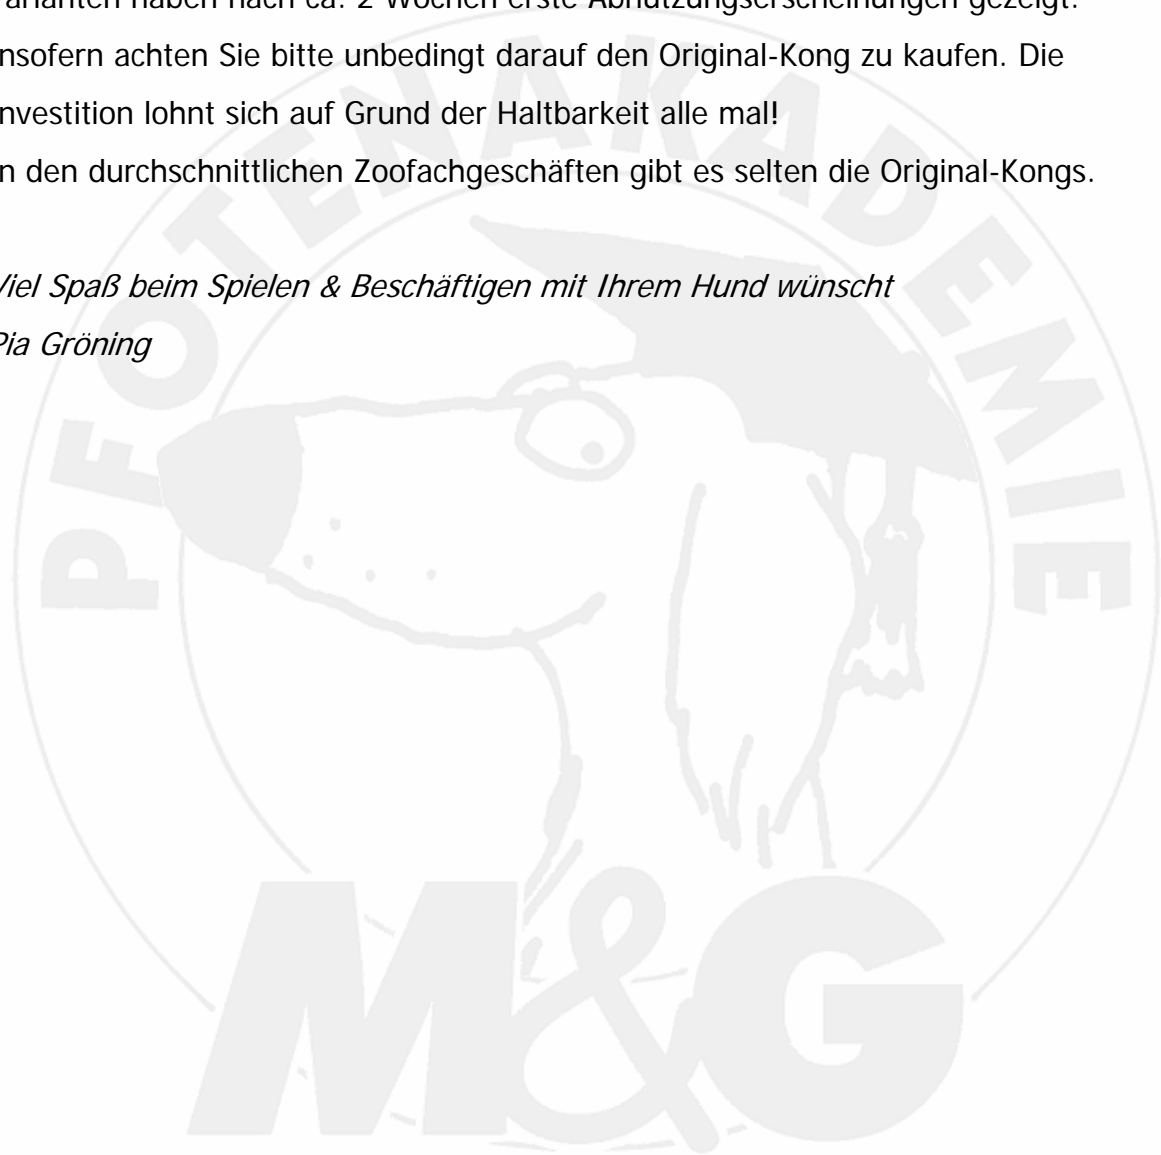 arianten haben nach ca. 2 Wochen erste Abnutzungserscheinungen gezeigt.
nsofern achten Sie bitte unbedingt darauf den Original-Kong zu kaufen. Die
nvestition lohnt sich auf Grund der Haltbarkeit alle mal!
n den durchschnittlichen Zoofachgeschäften gibt es selten die Original-Kongs.
Viel Spaß beim Spielen & Beschäftigen mit Ihrem Hund wünscht
Pia Gröning
PFOTENAKADEMIE
M&G